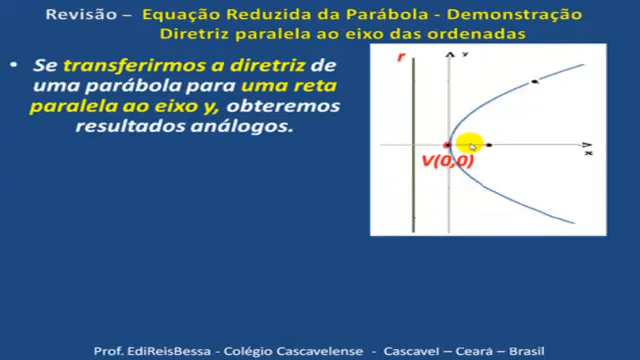 Revisão – Equação Reduzida da Parábola - Demonstração
Diretriz paralela ao eixo das ordenadas
• Se transferirmos a diretriz de
uma parábola para uma reta
paralela ao eixo y, obteremos
resultados análogos.
r
y
x
V(0,0)
Prof. EdiReisBessa - Colégio Cascavelense - Cascavel – Ceará – Brasil